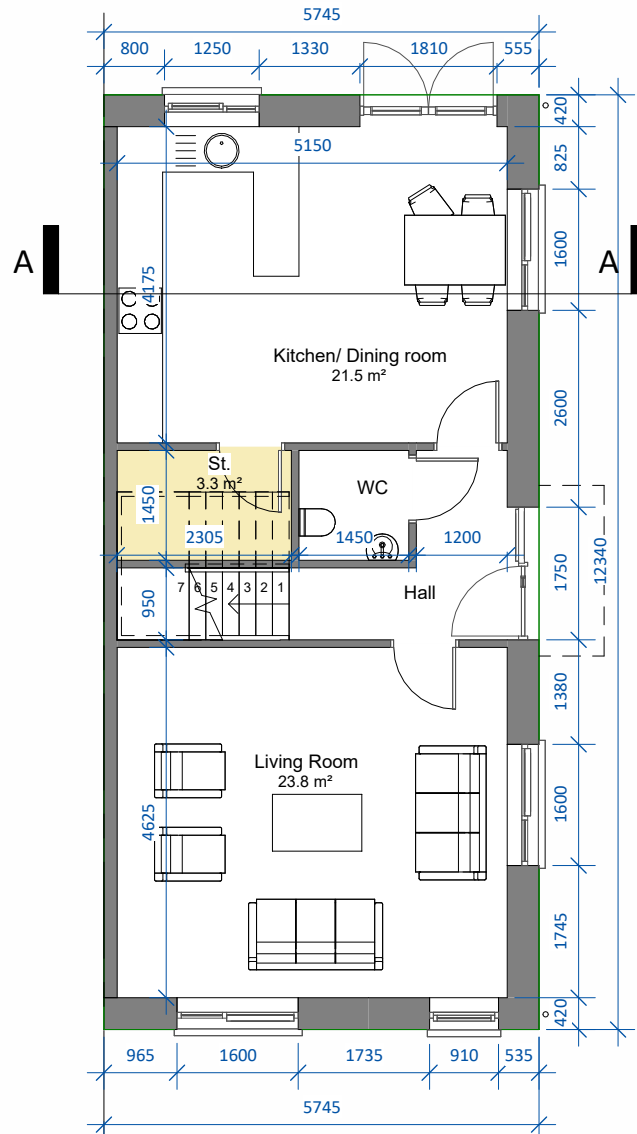 5745
800 1250 1330 1810 555
420
5150
825
A A
1600
4175
Kitchen/ Dining room
21.5 m²
2600
St.
3.3 m²
WC
1450
2305 1450 1200
1750
12340
Hall
950
7 6 5 4 3 2 1
1380
Living Room
23.8 m²
1600
4625
1745
420
965 1600 1735 910 535
5745